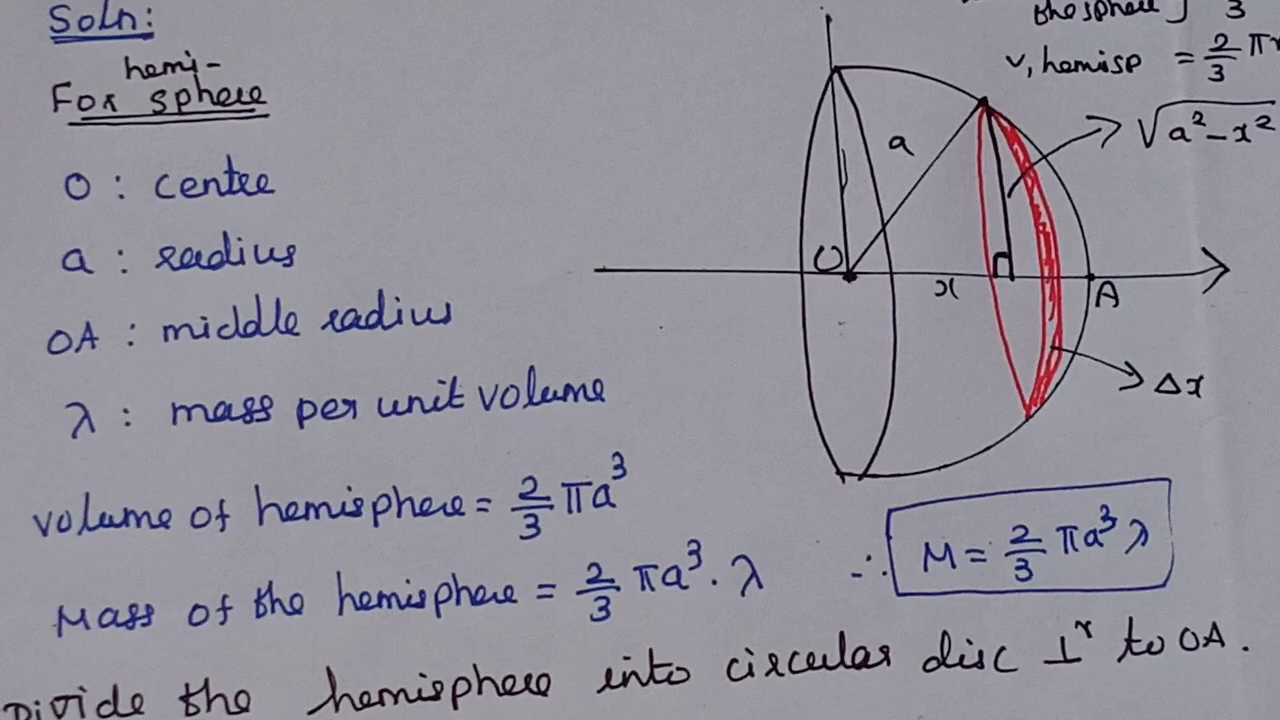 Soln:
hemi-
For sphere
O : centre
a : radius
OA : middle radius
λ : mass per unit volume
volume of hemisphere = 2/3 πa³
Mass of the hemisphere = 2/3 πa³. λ
∴ M = 2/3 πa³ λ
Divide the hemisphere into circular disc ⊥ʳ to OA.
3
V, hemisp = 2/3 π
√a²-x²
a
O
x
A
Δx